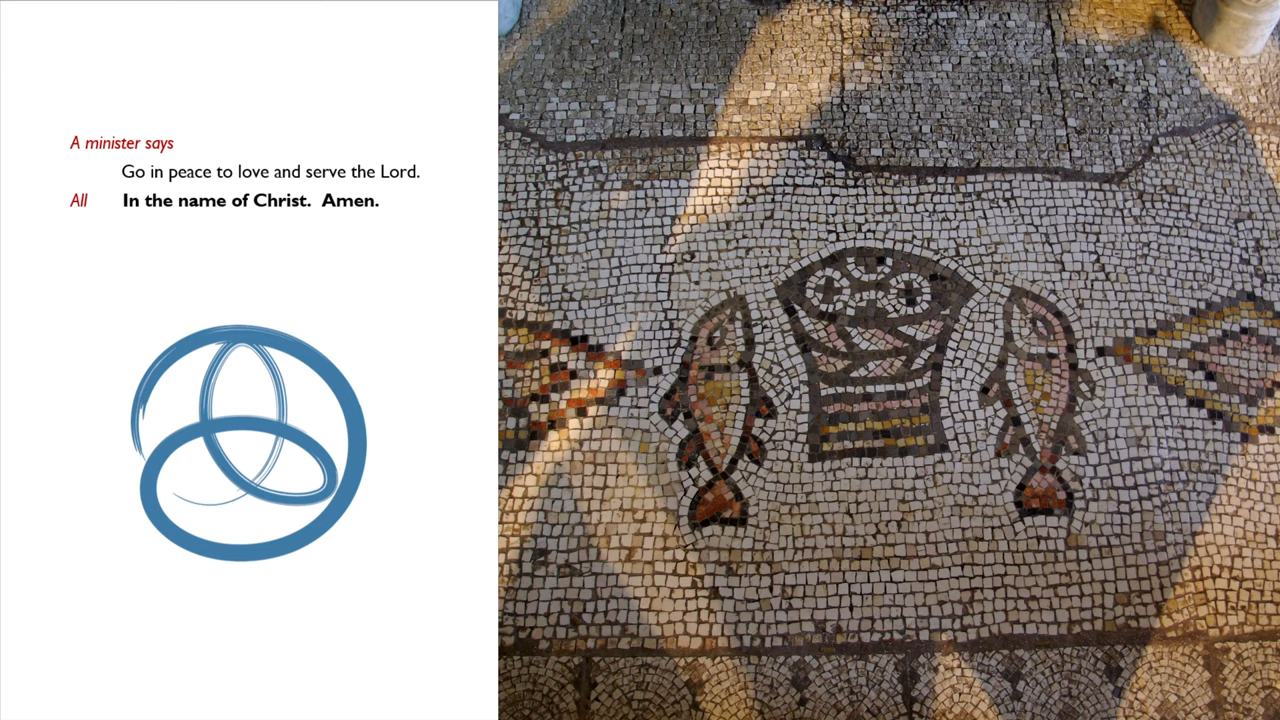 A minister says
Go in peace to love and serve the Lord.
All In the name of Christ. Amen.